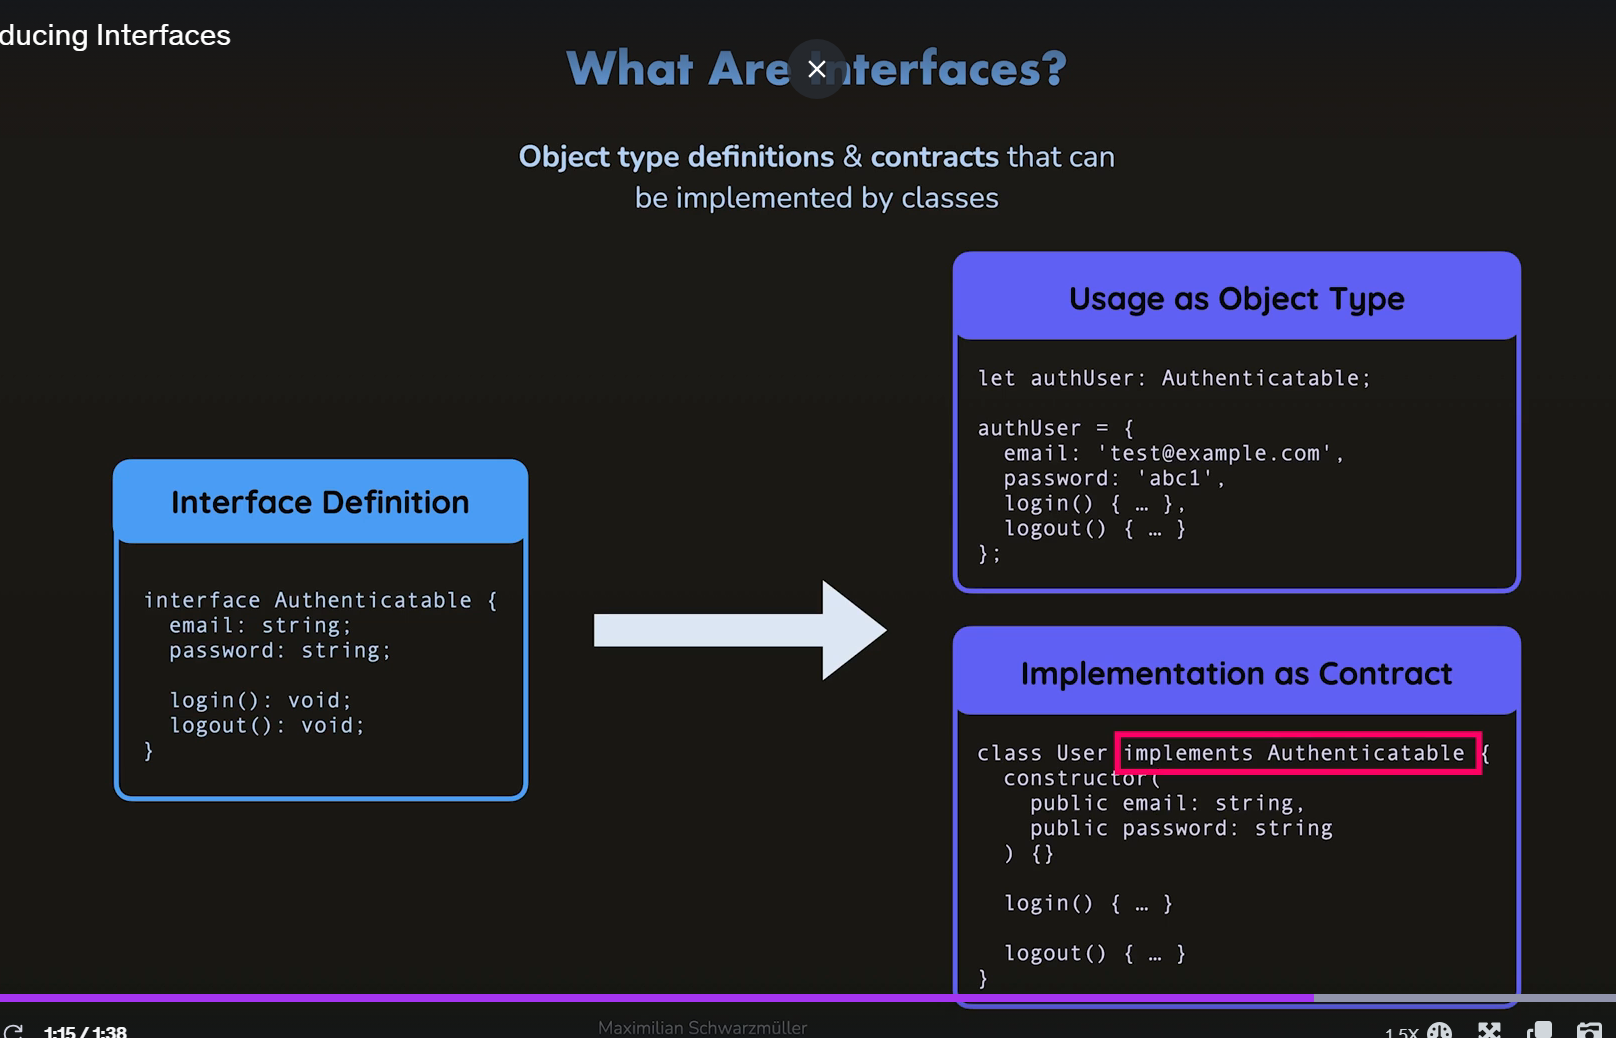 ducing Interfaces
What Are Interfaces?
Object type definitions & contracts that can
be implemented by classes
Interface Definition
interface Authenticatable {
  email: string;
  password: string;
  login(): void;
  logout(): void;
}
Usage as Object Type
let authUser: Authenticatable;
authUser = {
  email: 'test@example.com',
  password: 'abc1',
  login() { … },
  logout() { … }
};
Implementation as Contract
class User implements Authenticatable {
  constructor(
    public email: string,
    public password: string
  ) {}
  login() { … }
  logout() { … }
}
1:15 / 1:38
Maximilian Schwarzmüller
1.5X